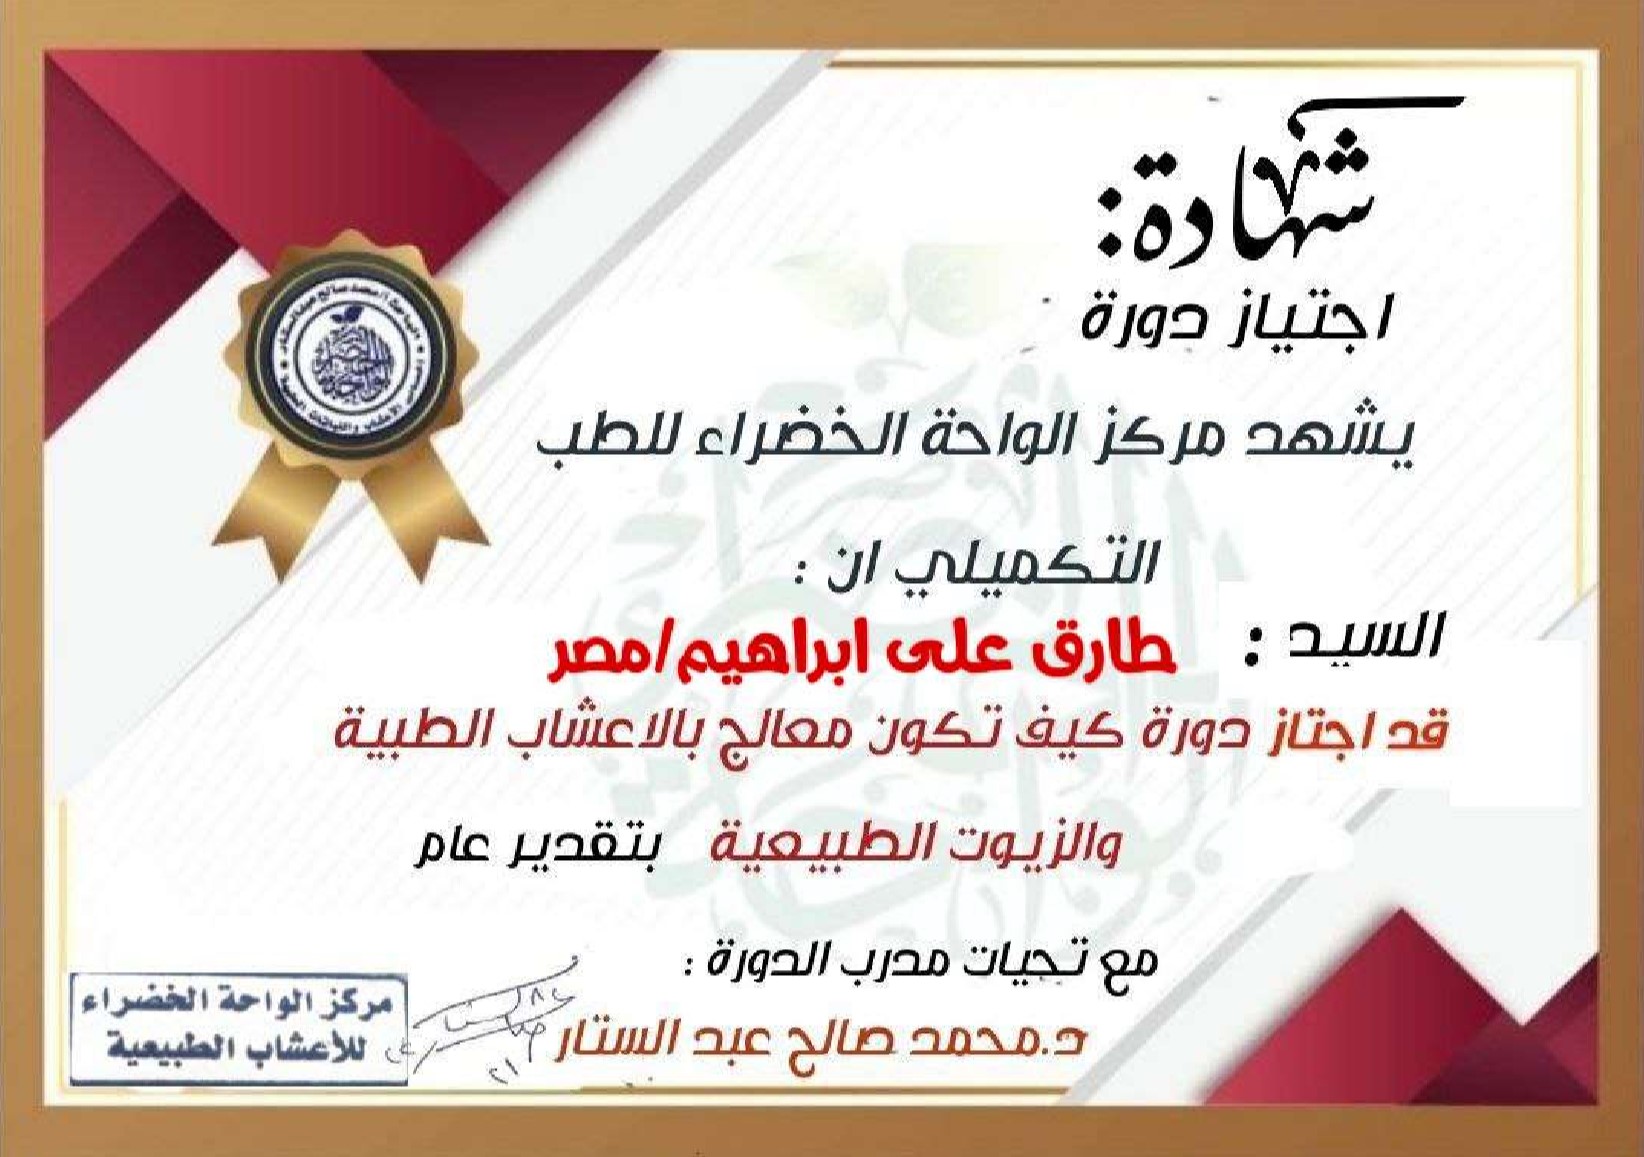 شهادة:
اجتياز دورة
يشهد مركز الواحة الخضراء للطب
التكميلي ان :
السيد : طارق على ابراهيم/مصر
قد اجتاز دورة كيف تكون معالج بالاعشاب الطبية
والزيوت الطبيعية بتقدير عام
مع تحيات مدرب الدورة :
د.محمد صالح عبد الستار
مركز الواحة الخضراء
للأعشاب الطبيعية